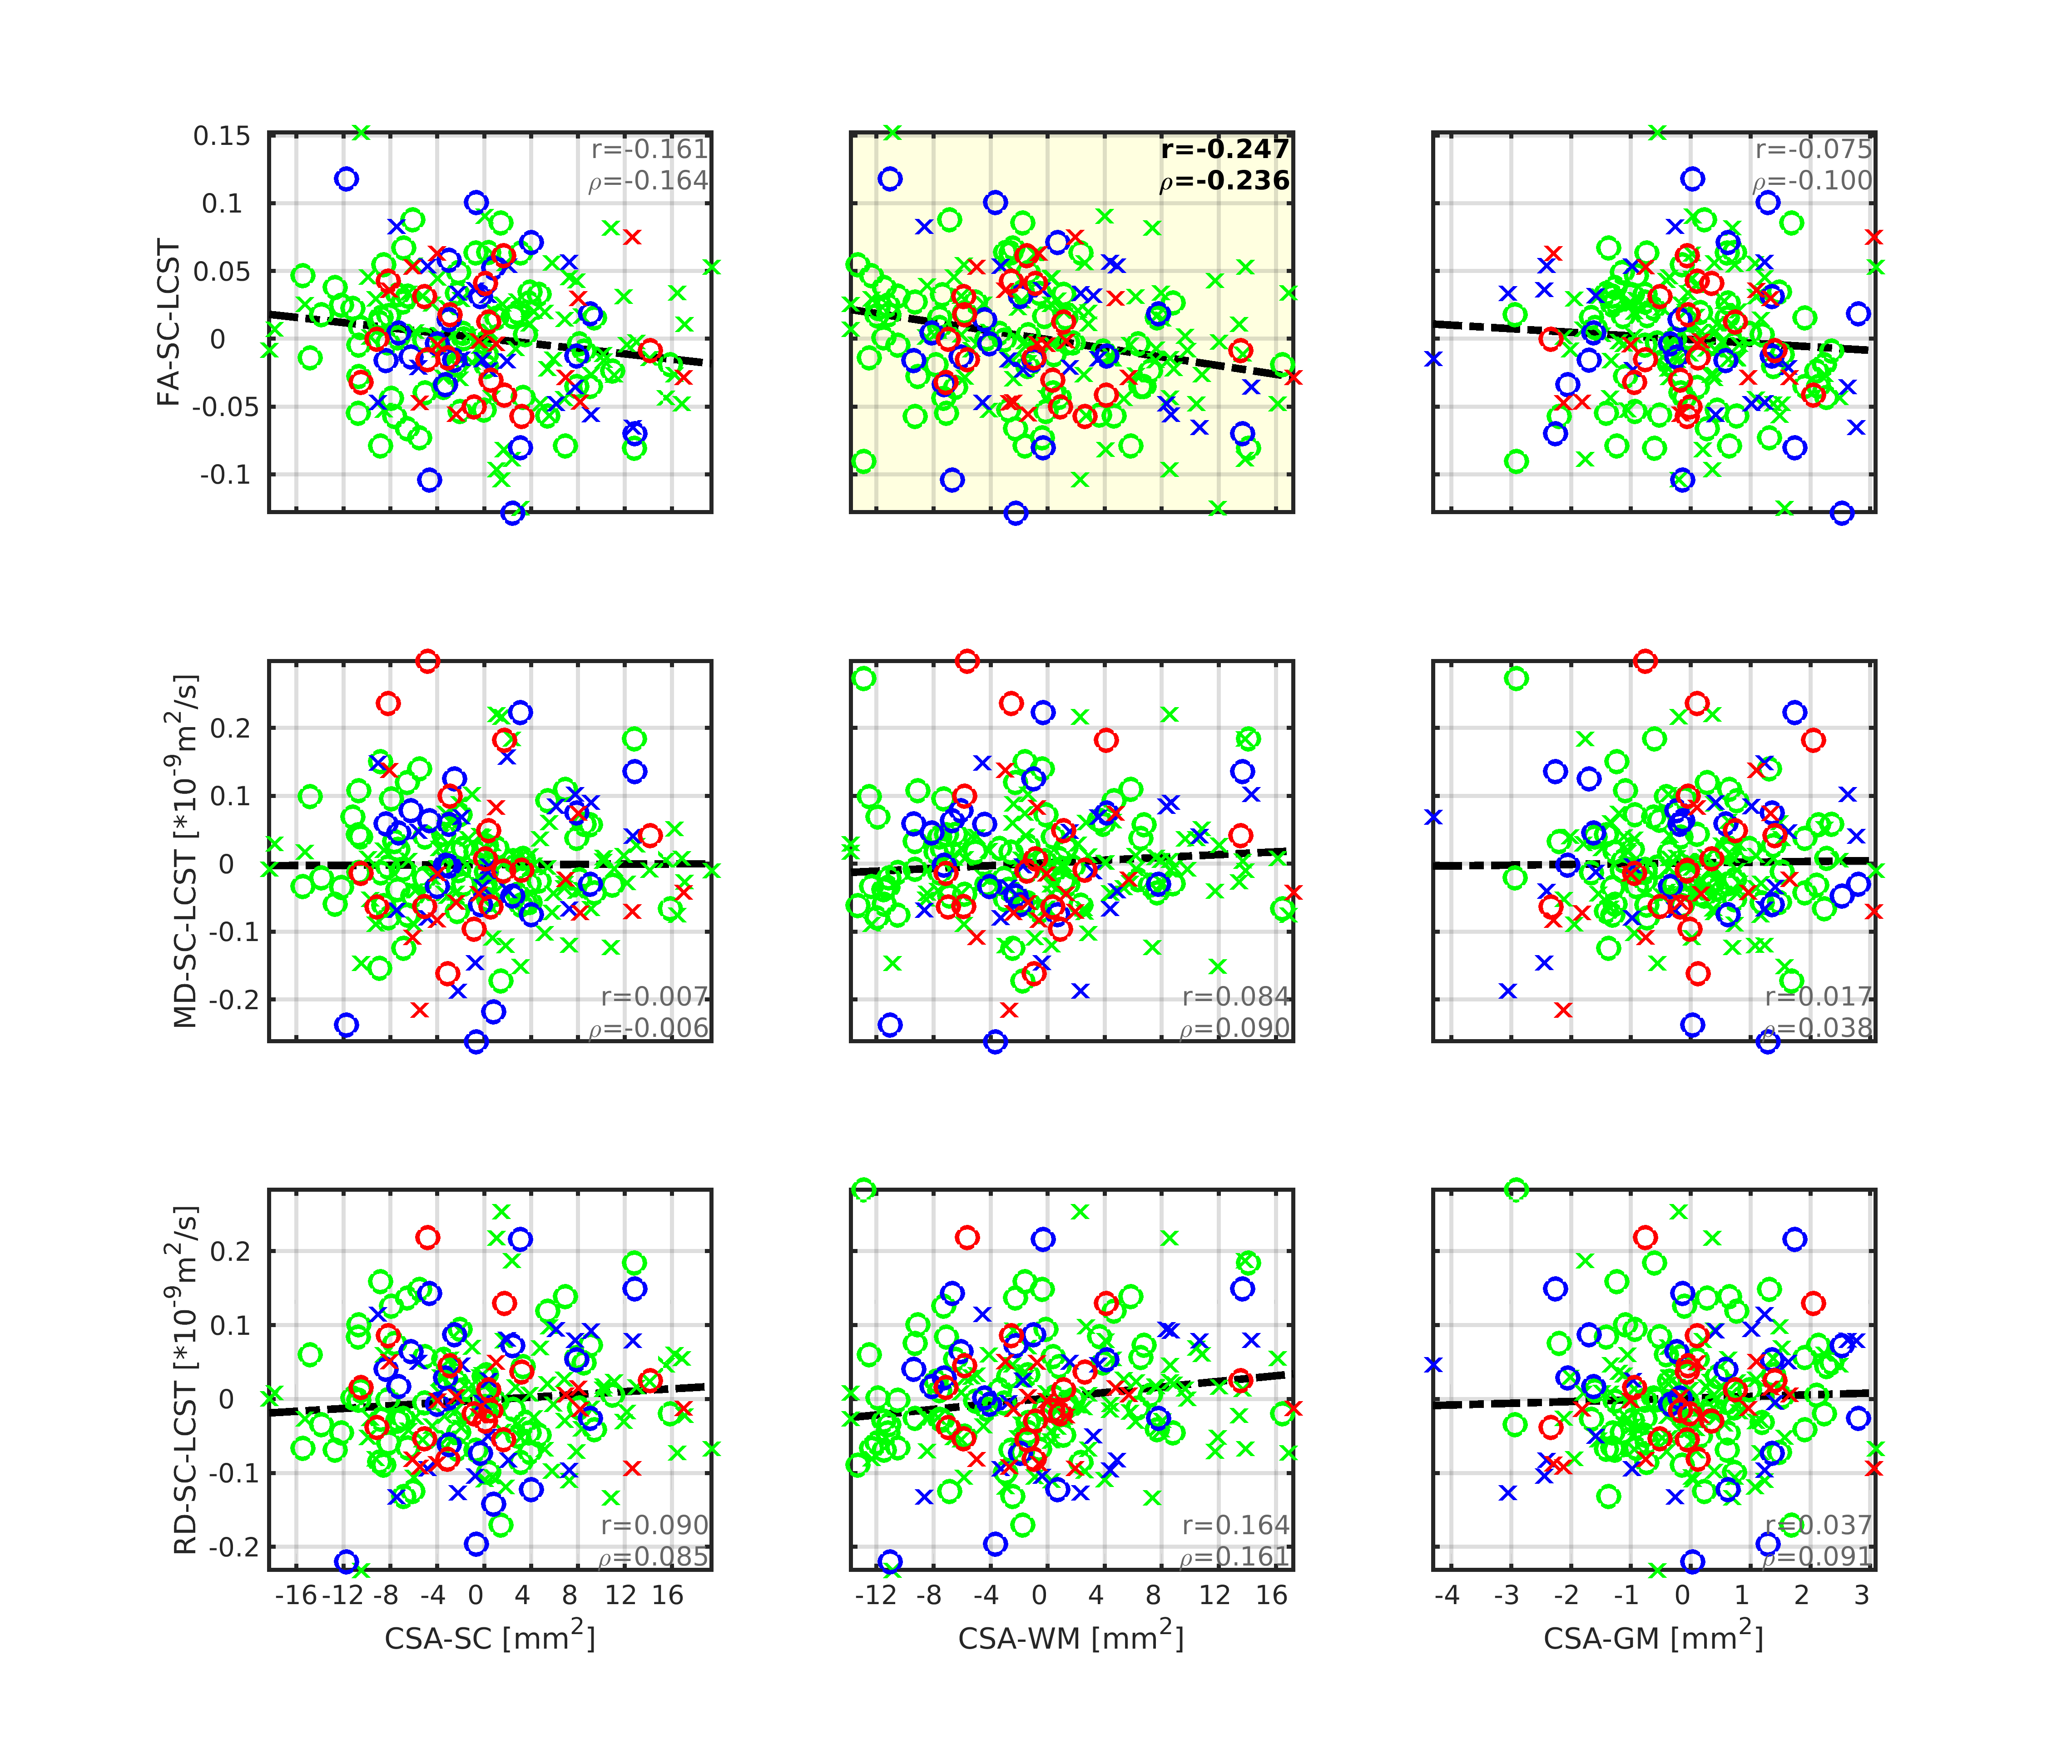 r=-0.161
ρ=-0.164
r=-0.247
ρ=-0.236
r=-0.075
ρ=-0.100
0.15
0.1
0.05
0
-0.05
-0.1
FA-SC-LCST
0.2
0.1
0
-0.1
-0.2
MD-SC-LCST [*10⁻⁹m²/s]
r=0.007
ρ=-0.006
r=0.084
ρ=0.090
r=0.017
ρ=0.038
0.2
0.1
0
-0.1
-0.2
RD-SC-LCST [*10⁻⁹m²/s]
r=0.090
ρ=0.085
r=0.164
ρ=0.161
r=0.037
ρ=0.091
-16 -12 -8 -4 0 4 8 12 16
-12 -8 -4 0 4 8 12 16
-4 -3 -2 -1 0 1 2 3
CSA-SC [mm²]
CSA-WM [mm²]
CSA-GM [mm²]